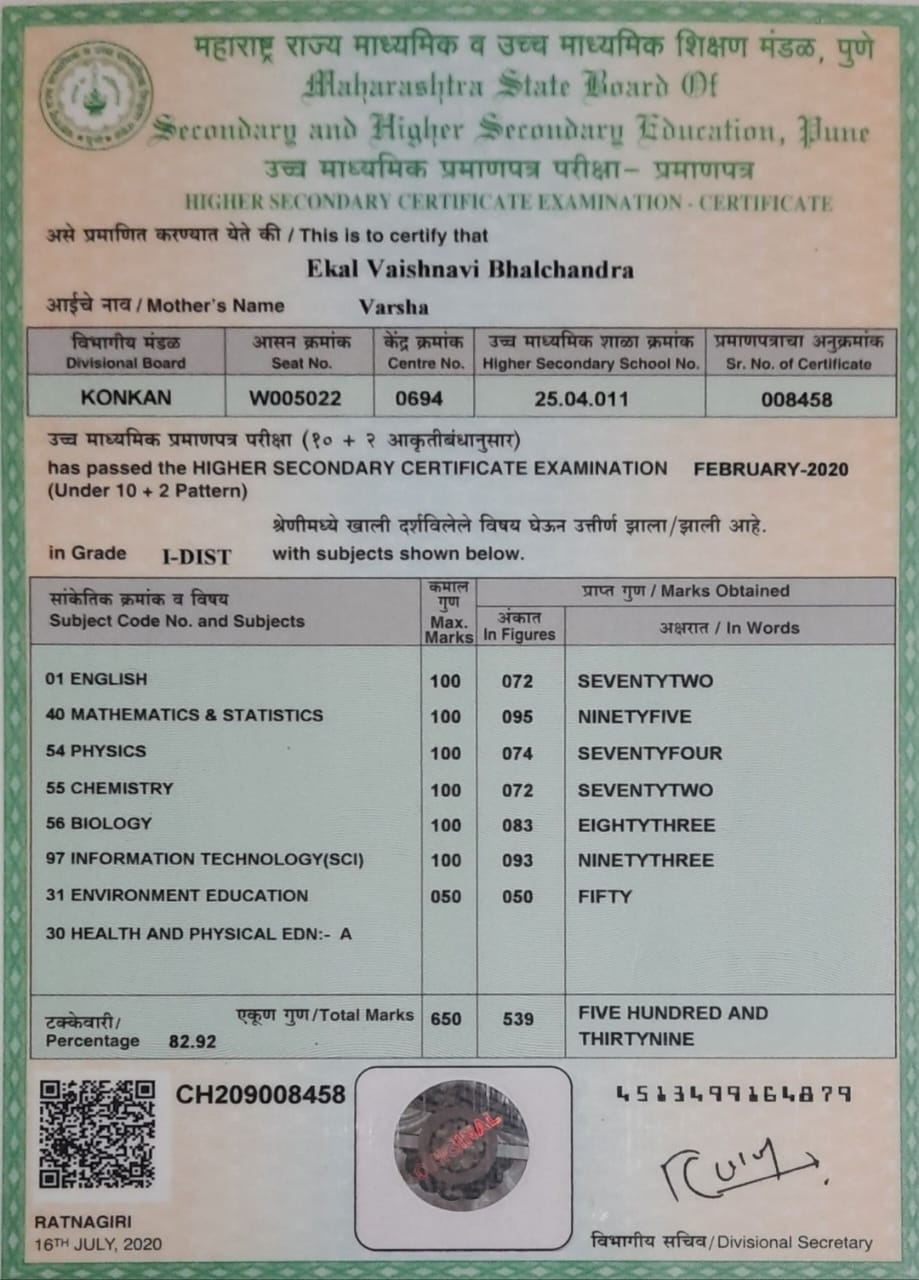 महाराष्ट्र राज्य माध्यमिक व उच्च माध्यमिक शिक्षण मंडळ, पुणे
Maharashtra State Board Of
Secondary and Higher Secondary Education, Pune
उच्च माध्यमिक प्रमाणपत्र परीक्षा– प्रमाणपत्र
HIGHER SECONDARY CERTIFICATE EXAMINATION - CERTIFICATE
असे प्रमाणित करण्यात येते की / This is to certify that
Ekal Vaishnavi Bhalchandra
आईचे नाव / Mother's Name Varsha
विभागीय मंडळ आसन क्रमांक केंद्र क्रमांक उच्च माध्यमिक शाळा क्रमांक प्रमाणपत्राचा अनुक्रमांक
Divisional Board Seat No. Centre No. Higher Secondary School No. Sr. No. of Certificate
KONKAN W005022 0694 25.04.011 008458
उच्च माध्यमिक प्रमाणपत्र परीक्षा (१० + २ आकृतीबंधानुसार)
has passed the HIGHER SECONDARY CERTIFICATE EXAMINATION FEBRUARY-2020
(Under 10 + 2 Pattern)
श्रेणीमध्ये खाली दर्शविलेले विषय घेऊन उत्तीर्ण झाला/झाली आहे.
in Grade I-DIST with subjects shown below.
सांकेतिक क्रमांक व विषय
Subject Code No. and Subjects
कमाल
गुण
Max.
Marks
प्राप्त गुण / Marks Obtained
अंकात
In Figures
अक्षरात / In Words
01 ENGLISH 100 072 SEVENTYTWO
40 MATHEMATICS & STATISTICS 100 095 NINETYFIVE
54 PHYSICS 100 074 SEVENTYFOUR
55 CHEMISTRY 100 072 SEVENTYTWO
56 BIOLOGY 100 083 EIGHTYTHREE
97 INFORMATION TECHNOLOGY(SCI) 100 093 NINETYTHREE
31 ENVIRONMENT EDUCATION 050 050 FIFTY
30 HEALTH AND PHYSICAL EDN:- A
टक्केवारी/
Percentage 82.92
एकूण गुण/Total Marks 650 539 FIVE HUNDRED AND
THIRTYNINE
CH209008458
ORIGINAL
4513499164879
RATNAGIRI
16TH JULY, 2020
विभागीय सचिव/Divisional Secretary